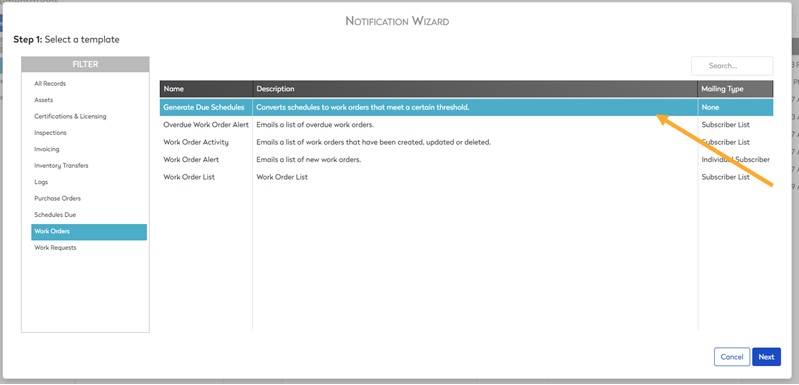 NOTIFICATION WIZARD
Step 1: Select a template
FILTER
All Records
Assets
Certifications & Licensing
Inspections
Invoicing
Inventory Transfers
Logs
Purchase Orders
Schedules Due
Work Orders
Work Requests
Search...
Name Description Mailing Type
Generate Due Schedules Converts schedules to work orders that meet a certain threshold. None
Overdue Work Order Alert Emails a list of overdue work orders. Subscriber List
Work Order Activity Emails a list of work orders that have been created, updated or deleted. Subscriber List
Work Order Alert Emails a list of new work orders. Individual Subscriber
Work Order List Work Order List Subscriber List
Cancel Next